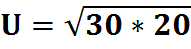 U = √30 * 20